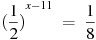 (1/2)^{x-11} = 1/8